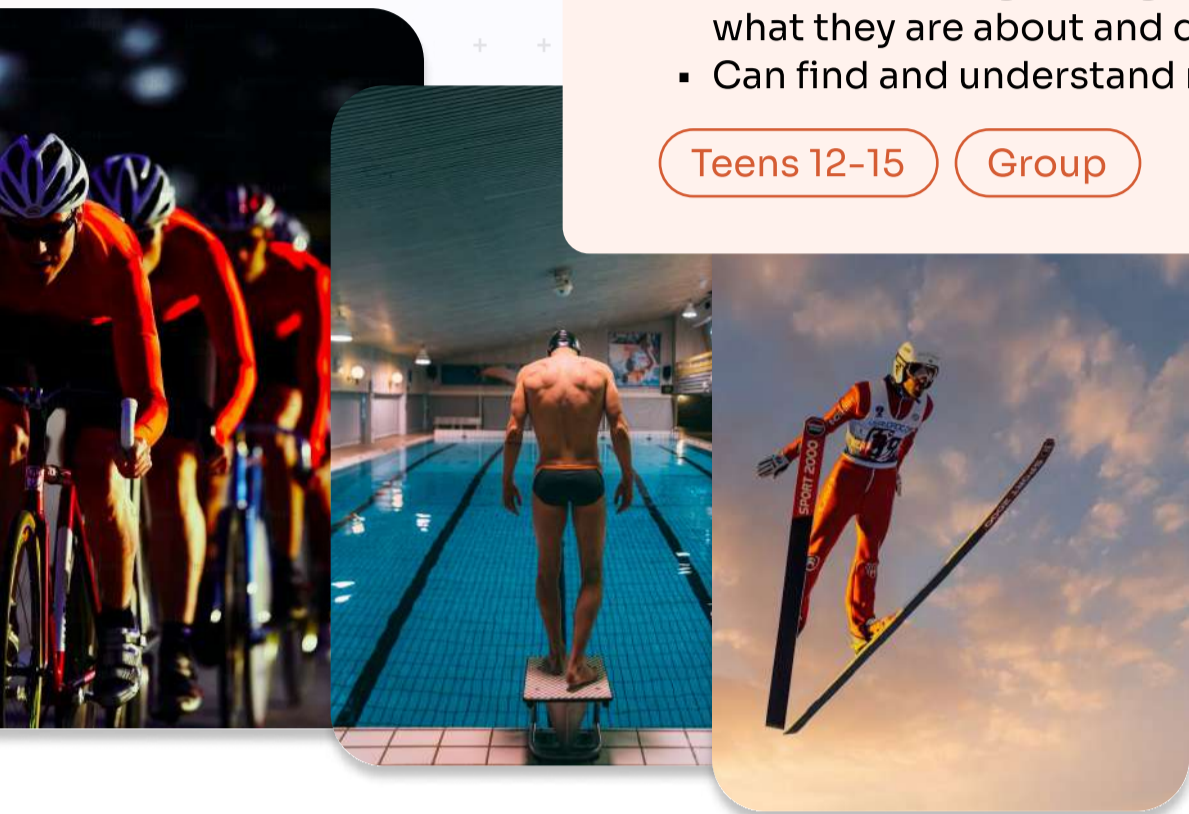 what they are about and
▪ Can find and understand
Teens 12-15
Group
SPORT 2000